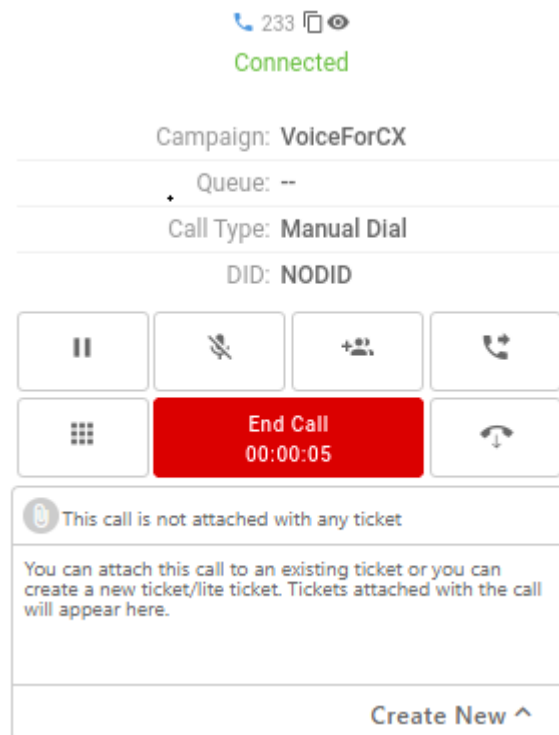 233
Connected
Campaign: VoiceForCX
Queue: --
Call Type: Manual Dial
DID: NODID
End Call
00:00:05
This call is not attached with any ticket
You can attach this call to an existing ticket or you can
create a new ticket/lite ticket. Tickets attached with the call
will appear here.
Create New